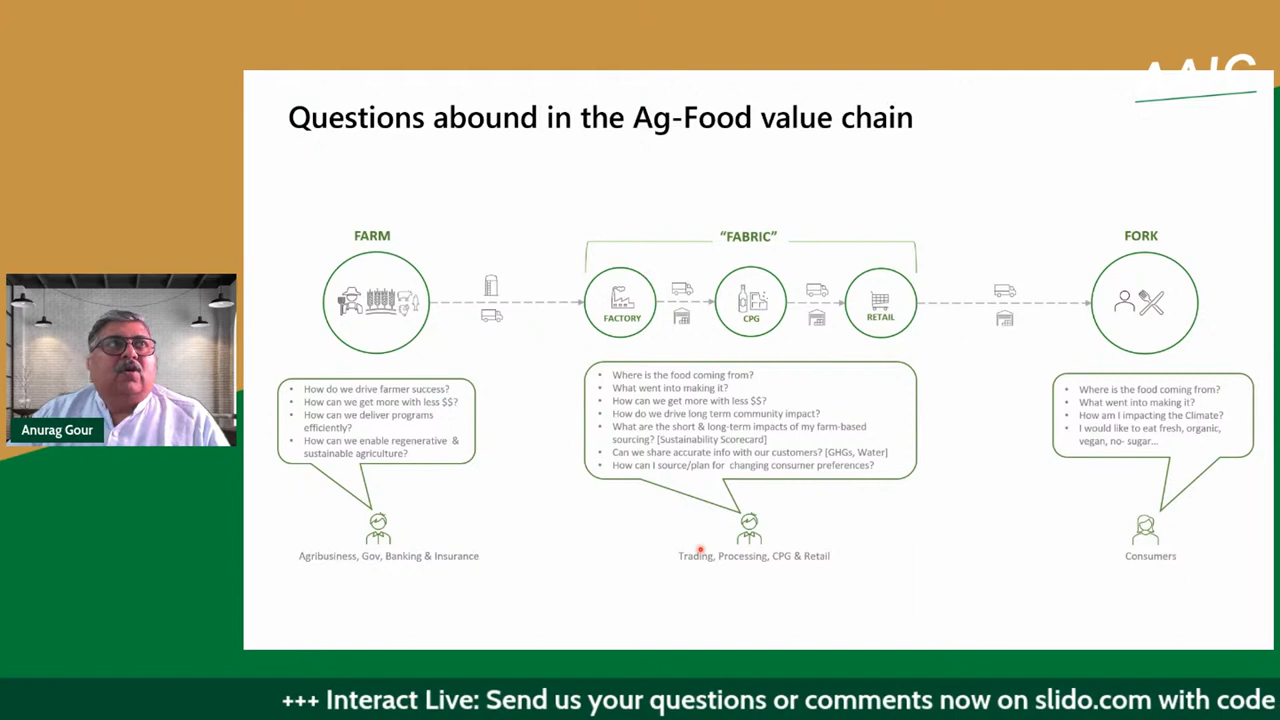 AAIC
Questions abound in the Ag-Food value chain
FARM
"FABRIC"
FORK
FACTORY
CPG
RETAIL
• How do we drive farmer success?
• How can we get more with less $$?
• How can we deliver programs
efficiently?
• How can we enable regenerative &
sustainable agriculture?
• Where is the food coming from?
• What went into making it?
• How can we get more with less $$?
• How do we drive long term community impact?
• What are the short & long-term impacts of my farm-based
sourcing? [Sustainability Scorecard]
• Can we share accurate info with our customers? [GHGs, Water]
• How can I source/plan for changing consumer preferences?
• Where is the food coming from?
• What went into making it?
• How am I impacting the Climate?
• I would like to eat fresh, organic,
vegan, no- sugar...
Agribusiness, Gov, Banking & Insurance
Trading, Processing, CPG & Retail
Consumers
Anurag Gour
+++ Interact Live: Send us your questions or comments now on slido.com with code